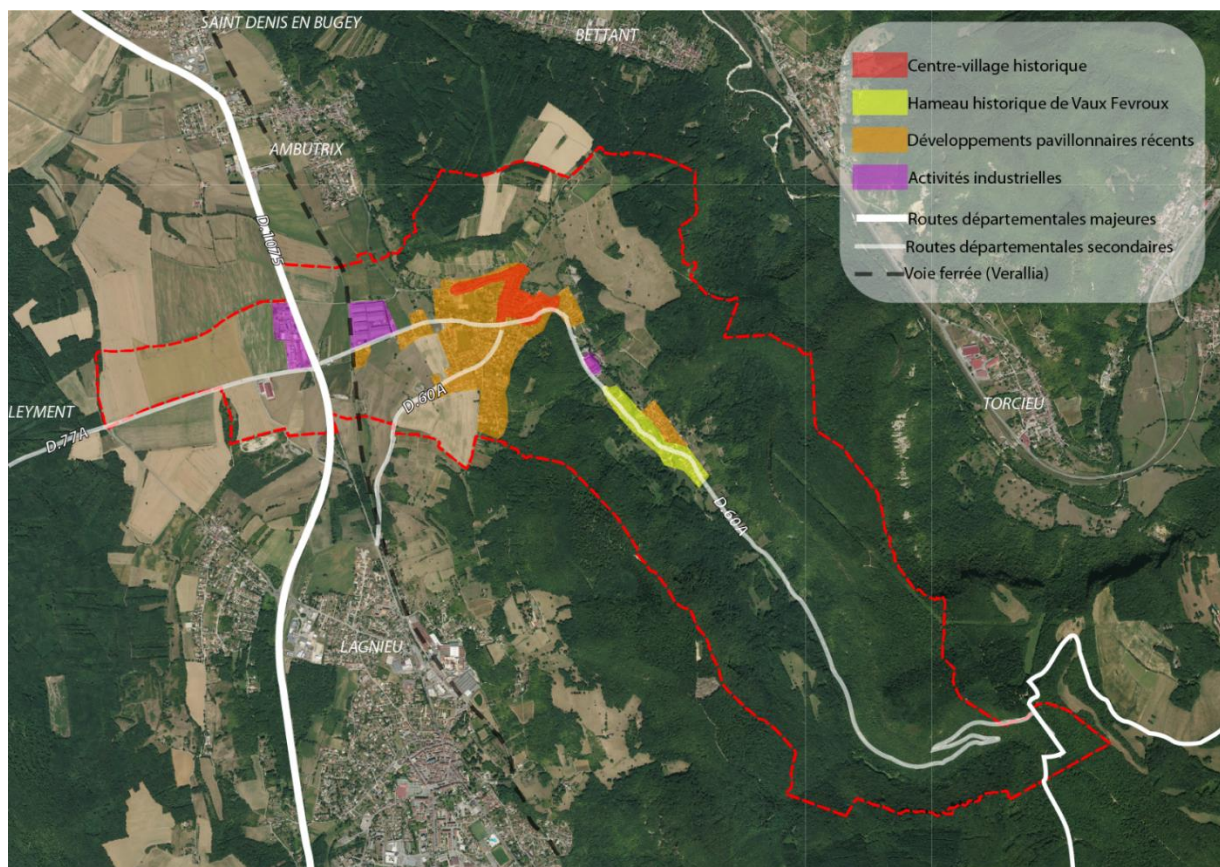 SAINT DENIS EN BUGEY
BETTANT
Centre-village historique
Hameau historique de Vaux Fevroux
AMBUTRIX
Développements pavillonnaires récents
Activités industrielles
D.1075
Routes départementales majeures
Routes départementales secondaires
Voie ferrée (Verallia)
D.60A
TORCIEU
LEYMENT
D.77A
D.60A
LAGNIEU